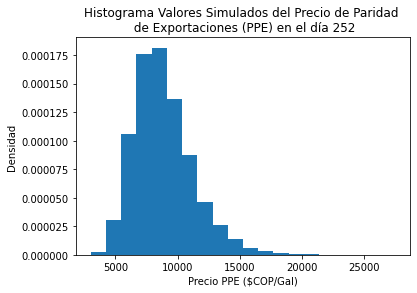 Histograma Valores Simulados del Precio de Paridad
de Exportaciones (PPE) en el día 252
Densidad
0.000175
0.000150
0.000125
0.000100
0.000075
0.000050
0.000025
0.000000
5000 10000 15000 20000 25000
Precio PPE ($COP/Gal)